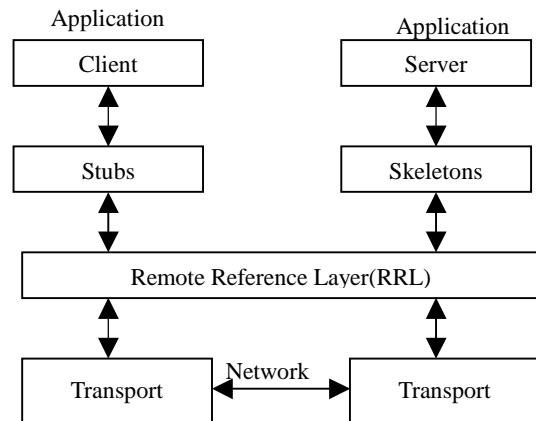 Application
Application
Client
Server
Stubs
Skeletons
Remote Reference Layer(RRL)
Network
Transport
Transport